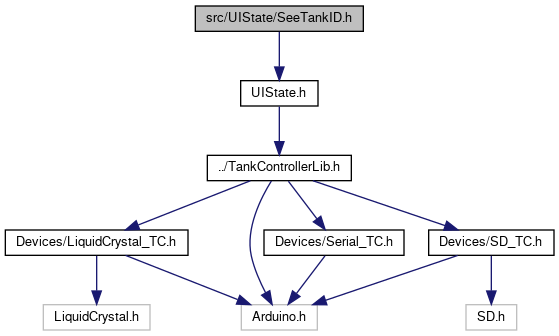 src/UIState/SeeTankID.h
UIState.h
../TankControllerLib.h
Devices/LiquidCrystal_TC.h
Devices/Serial_TC.h
Devices/SD_TC.h
LiquidCrystal.h
Arduino.h
SD.h